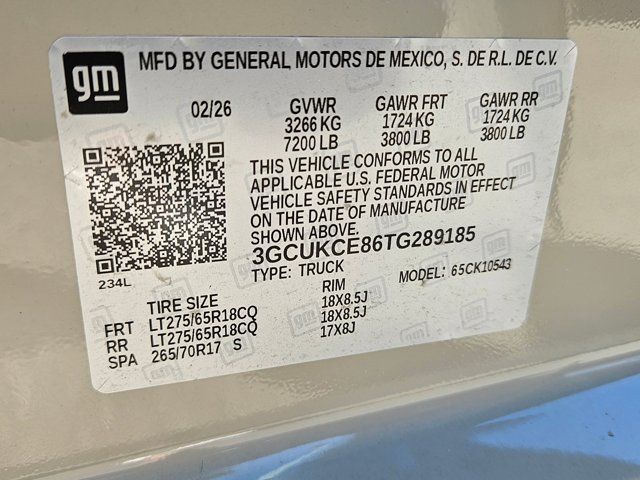 gm
MFD BY GENERAL MOTORS DE MEXICO, S. DE R.L. DE C.V.
02/26 GVWR GAWR FRT GAWR RR
3266 KG 1724 KG 1724 KG
7200 LB 3800 LB 3800 LB
THIS VEHICLE CONFORMS TO ALL
APPLICABLE U.S. FEDERAL MOTOR
VEHICLE SAFETY STANDARDS IN EFFECT
ON THE DATE OF MANUFACTURE
SHOWN ABOVE.
3GCUKCE86TG289185
234L TYPE: TRUCK MODEL: 65CK10543
TIRE SIZE RIM
FRT LT275/65R18CQ 18X8.5J
RR LT275/65R18CQ 18X8.5J
SPA 265/70R17 S 17X8J